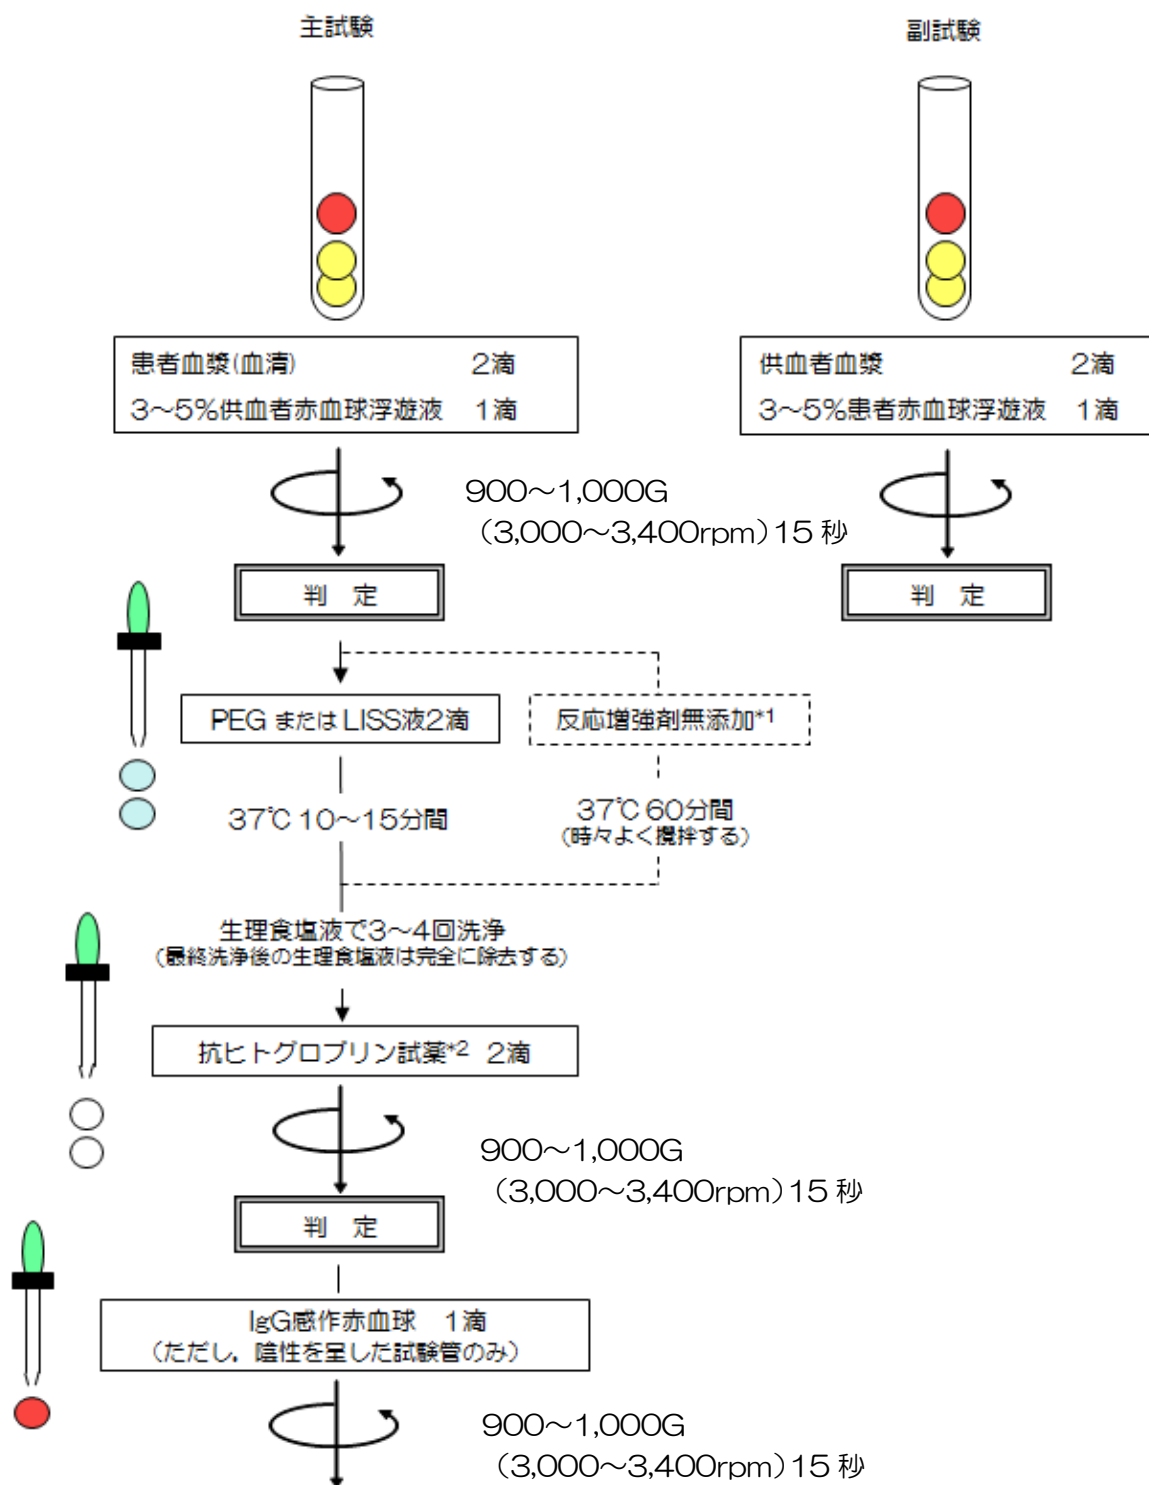 主試験
副試験
患者血漿(血清) 2滴
3~5%供血者赤血球浮遊液 1滴
供血者血漿 2滴
3~5%患者赤血球浮遊液 1滴
900~1,000G
(3,000~3,400rpm)15秒
判 定
判 定
PEG または LISS液2滴
反応増強剤無添加*1
37℃ 10~15分間
37℃ 60分間
(時々よく攪拌する)
生理食塩液で3~4回洗浄
(最終洗浄後の生理食塩液は完全に除去する)
抗ヒトグロブリン試薬*2 2滴
900~1,000G
(3,000~3,400rpm)15秒
判 定
IgG感作赤血球 1滴
(ただし,陰性を呈した試験管のみ)
900~1,000G
(3,000~3,400rpm)15秒